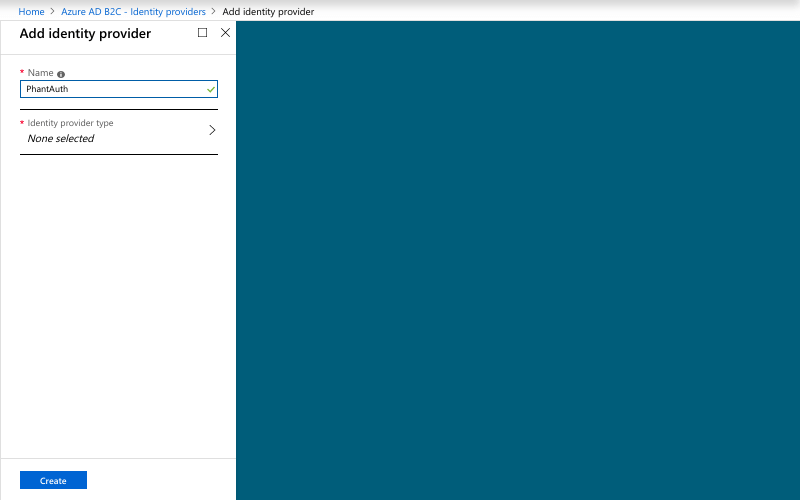 Home > Azure AD B2C - Identity providers > Add identity provider
Add identity provider
* Name
PhantAuth
* Identity provider type
None selected
Create